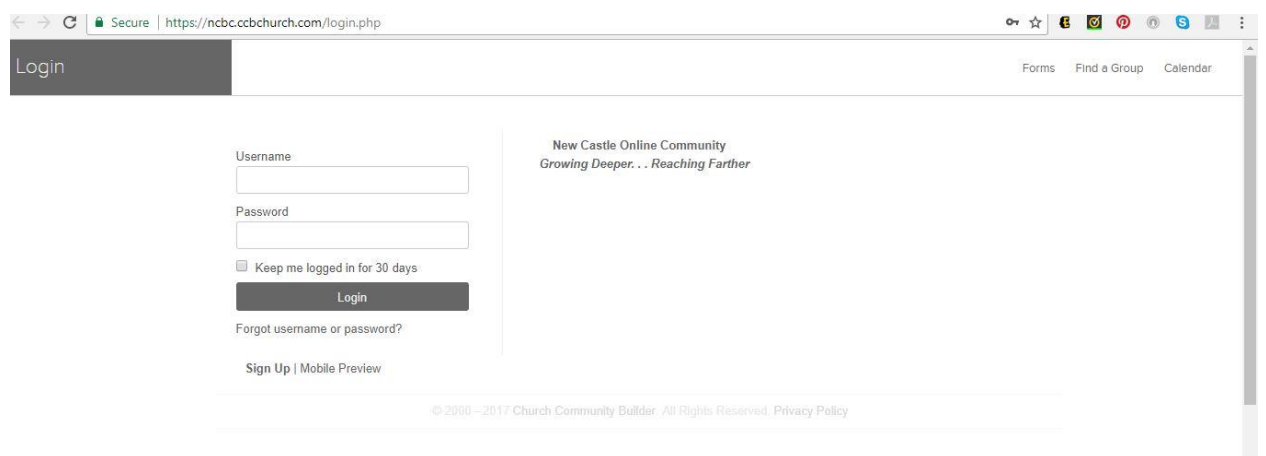 Secure | https://ncbc.ccbchurch.com/login.php
Login
Forms Find a Group Calendar
Username
Password
Keep me logged in for 30 days
Login
Forgot username or password?
Sign Up | Mobile Preview
New Castle Online Community
Growing Deeper. . . Reaching Farther
© 2000 – 2017 Church Community Builder. All Rights Reserved. Privacy Policy